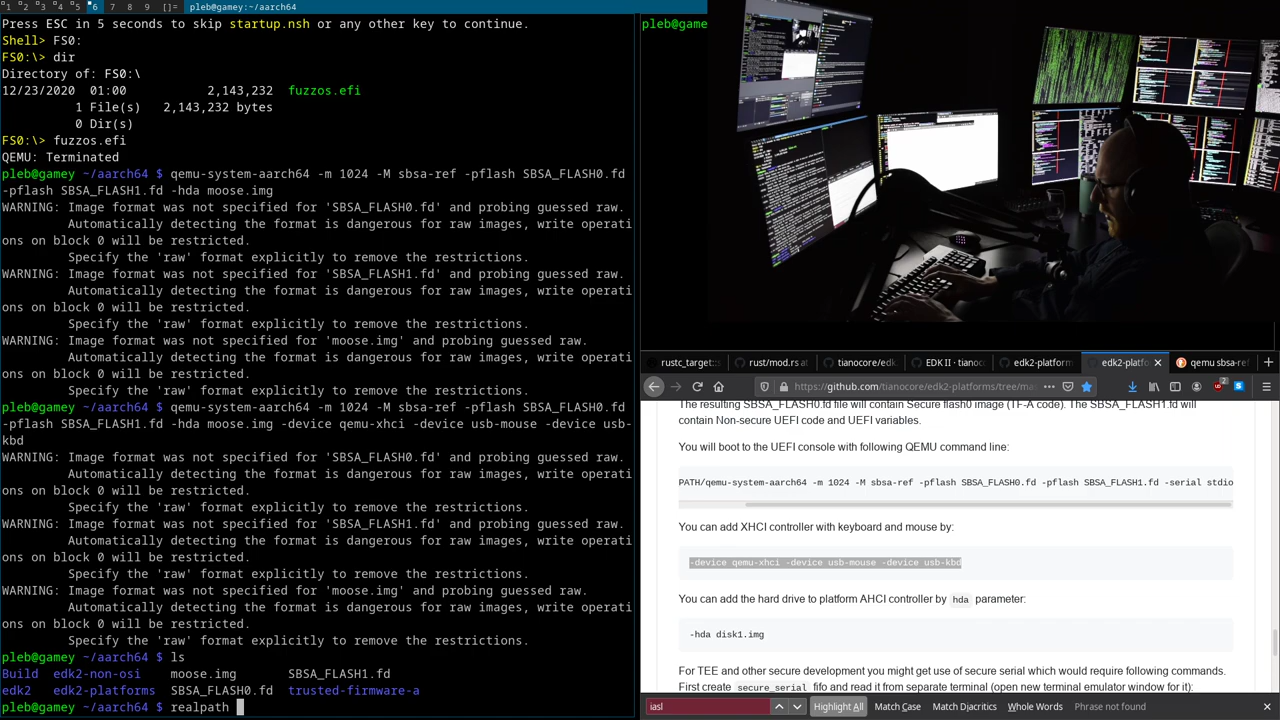 1 2 3 4 5 6 7 8 9 []= pleb@gamey:~/aarch64
Press ESC in 5 seconds to skip startup.nsh or any other key to continue.
Shell> FS0:
FS0:\> dir
Directory of: FS0:\
12/23/2020 01:00 2,143,232 fuzzos.efi
1 File(s) 2,143,232 bytes
0 Dir(s)
FS0:\> fuzzos.efi
QEMU: Terminated
pleb@gamey ~/aarch64 $ qemu-system-aarch64 -m 1024 -M sbsa-ref -pflash SBSA_FLASH0.fd
-pflash SBSA_FLASH1.fd -hda moose.img
WARNING: Image format was not specified for 'SBSA_FLASH0.fd' and probing guessed raw.
Automatically detecting the format is dangerous for raw images, write operati
ons on block 0 will be restricted.
Specify the 'raw' format explicitly to remove the restrictions.
WARNING: Image format was not specified for 'SBSA_FLASH1.fd' and probing guessed raw.
Automatically detecting the format is dangerous for raw images, write operati
ons on block 0 will be restricted.
Specify the 'raw' format explicitly to remove the restrictions.
WARNING: Image format was not specified for 'moose.img' and probing guessed raw.
Automatically detecting the format is dangerous for raw images, write operati
ons on block 0 will be restricted.
Specify the 'raw' format explicitly to remove the restrictions.
pleb@gamey ~/aarch64 $ qemu-system-aarch64 -m 1024 -M sbsa-ref -pflash SBSA_FLASH0.fd
-pflash SBSA_FLASH1.fd -hda moose.img -device qemu-xhci -device usb-mouse -device usb-
kbd
WARNING: Image format was not specified for 'SBSA_FLASH0.fd' and probing guessed raw.
Automatically detecting the format is dangerous for raw images, write operati
ons on block 0 will be restricted.
Specify the 'raw' format explicitly to remove the restrictions.
WARNING: Image format was not specified for 'SBSA_FLASH1.fd' and probing guessed raw.
Automatically detecting the format is dangerous for raw images, write operati
ons on block 0 will be restricted.
Specify the 'raw' format explicitly to remove the restrictions.
WARNING: Image format was not specified for 'moose.img' and probing guessed raw.
Automatically detecting the format is dangerous for raw images, write operati
ons on block 0 will be restricted.
Specify the 'raw' format explicitly to remove the restrictions.
pleb@gamey ~/aarch64 $ ls
Build edk2-non-osi moose.img SBSA_FLASH1.fd
edk2 edk2-platforms SBSA_FLASH0.fd trusted-firmware-a
pleb@gamey ~/aarch64 $ realpath
pleb@game
rustc_target::s rust/mod.rs at tianocore/edk EDK II · tianoc edk2-platform edk2-platfo qemu sbsa-ref
https://github.com/tianocore/edk2-platforms/tree/ma
The resulting SBSA_FLASH0.fd file will contain Secure flash0 image (TF-A code). The SBSA_FLASH1.fd will
contain Non-secure UEFI code and UEFI variables.
You will boot to the UEFI console with following QEMU command line:
PATH/qemu-system-aarch64 -m 1024 -M sbsa-ref -pflash SBSA_FLASH0.fd -pflash SBSA_FLASH1.fd -serial stdio
You can add XHCI controller with keyboard and mouse by:
-device qemu-xhci -device usb-mouse -device usb-kbd
You can add the hard drive to platform AHCI controller by hda parameter:
-hda disk1.img
For TEE and other secure development you might get use of secure serial which would require following commands.
First create secure_serial fifo and read it from separate terminal (open new terminal emulator window for it):
iasl Highlight All Match Case Match Diacritics Whole Words Phrase not found